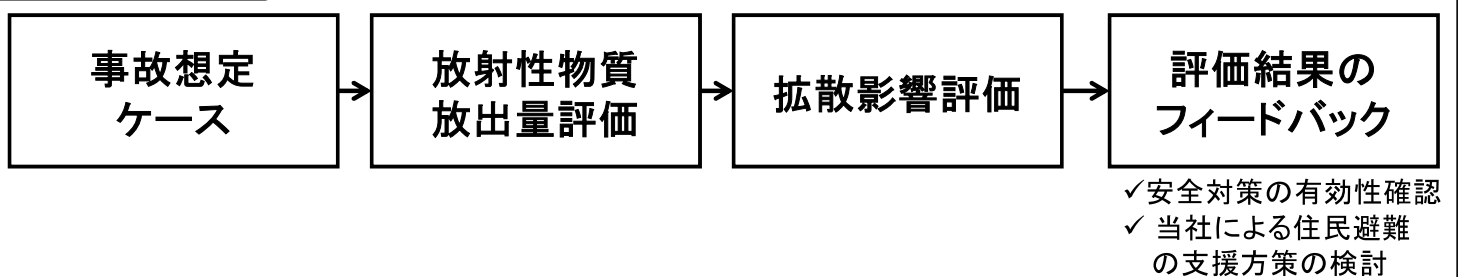 事故想定
ケース
放射性物質
放出量評価
拡散影響評価
評価結果の
フィードバック
✓安全対策の有効性確認
✓ 当社による住民避難
の支援方策の検討